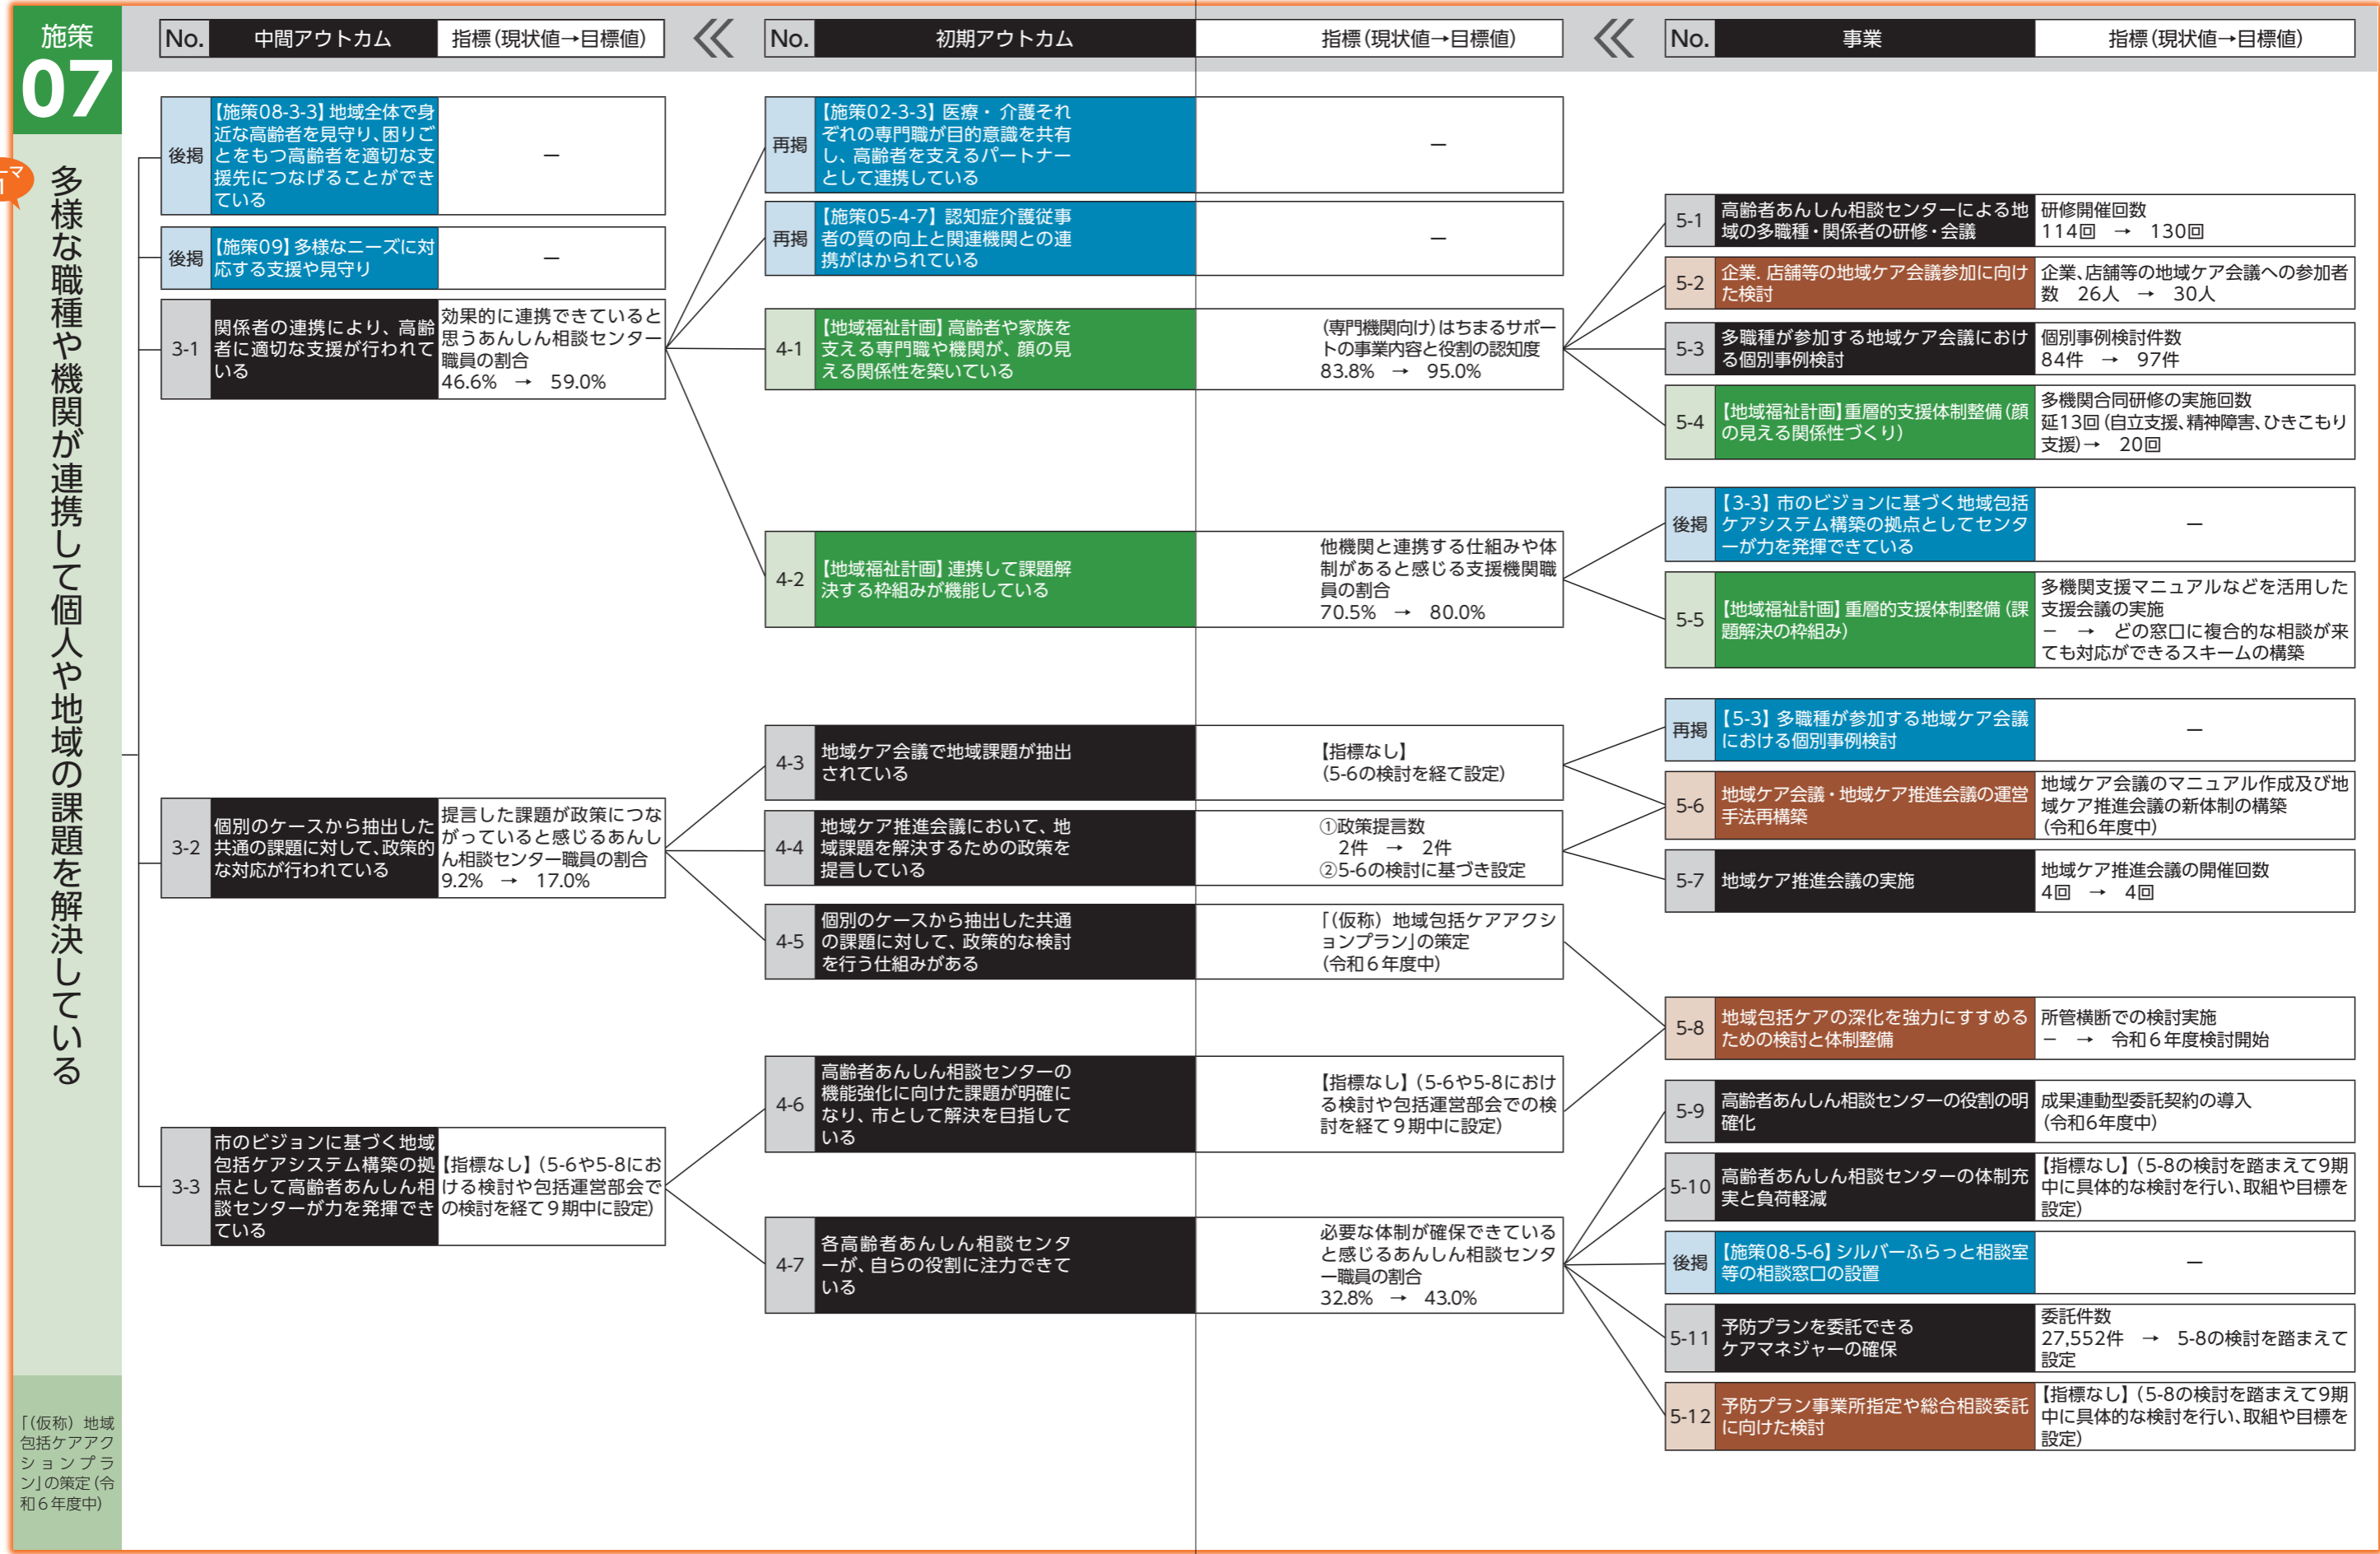 施策
07
多様な職種や機関が連携して個人や地域の課題を解決している
「(仮称) 地域
包括ケアアク
ションプラ
ン」の策定(令
和6年度中)
No.
中間アウトカム
指標(現状値→目標値)
No.
初期アウトカム
指標(現状値→目標値)
No.
事業
指標(現状値→目標値)
後掲
【施策08-3-3】地域全体で身
近な高齢者を見守り、困りご
とをもつ高齢者を適切な支
援先につなげることができ
ている
－
後掲
【施策09】多様なニーズに対
応する支援や見守り
－
3-1
関係者の連携により、高齢
者に適切な支援が行われて
いる
効果的に連携できていると
思うあんしん相談センター
職員の割合
46.6% → 59.0%
3-2
個別のケースから抽出した
共通の課題に対して、政策的
な対応が行われている
提言した課題が政策につな
がっていると感じるあんし
ん相談センター職員の割合
9.2% → 17.0%
3-3
市のビジョンに基づく地域
包括ケアシステム構築の拠
点として高齢者あんしん相
談センターが力を発揮でき
ている
【指標なし】(5-6や5-8にお
ける検討や包括運営部会で
の検討を経て9期中に設定)
再掲
【施策02-3-3】医療・ 介護それ
ぞれの専門職が目的意識を共有
し、高齢者を支えるパートナー
として連携している
－
再掲
【施策05-4-7】認知症介護従事
者の質の向上と関連機関との連
携がはかられている
－
4-1
【地域福祉計画】高齢者や家族を
支える専門職や機関が、顔の見
える関係性を築いている
(専門機関向け)はちまるサポー
トの事業内容と役割の認知度
83.8% → 95.0%
4-2
【地域福祉計画】連携して課題解
決する枠組みが機能している
他機関と連携する仕組みや体
制があると感じる支援機関職
員の割合
70.5% → 80.0%
4-3
地域ケア会議で地域課題が抽出
されている
【指標なし】
(5-6の検討を経て設定)
4-4
地域ケア推進会議において、地
域課題を解決するための政策を
提言している
①政策提言数
2件 → 2件
②5-6の検討に基づき設定
4-5
個別のケースから抽出した共通
の課題に対して、政策的な検討
を行う仕組みがある
「(仮称) 地域包括ケアアクシ
ョンプラン」の策定
(令和6年度中)
4-6
高齢者あんしん相談センターの
機能強化に向けた課題が明確に
なり、市として解決を目指して
いる
【指標なし】(5-6や5-8におけ
る検討や包括運営部会での検
討を経て9期中に設定)
4-7
各高齢者あんしん相談センタ
ーが、自らの役割に注力できて
いる
必要な体制が確保できている
と感じるあんしん相談センタ
ー職員の割合
32.8% → 43.0%
5-1
高齢者あんしん相談センターによる地
域の多職種・関係者の研修・会議
研修開催回数
114回 → 130回
5-2
企業．店舗等の地域ケア会議参加に向け
た検討
企業、店舗等の地域ケア会議への参加者
数 26人 → 30人
5-3
多職種が参加する地域ケア会議におけ
る個別事例検討
個別事例検討件数
84件 → 97件
5-4
【地域福祉計画】重層的支援体制整備(顔
の見える関係性づくり)
多機関合同研修の実施回数
延13回(自立支援、精神障害、ひきこもり
支援)→ 20回
後掲
【3-3】市のビジョンに基づく地域包括
ケアシステム構築の拠点としてセンタ
ーが力を発揮できている
－
5-5
【地域福祉計画】重層的支援体制整備(課
題解決の枠組み)
多機関支援マニュアルなどを活用した
支援会議の実施
－ → どの窓口に複合的な相談が来
ても対応ができるスキームの構築
再掲
【5-3】多職種が参加する地域ケア会議
における個別事例検討
－
5-6
地域ケア会議・地域ケア推進会議の運営
手法再構築
地域ケア会議のマニュアル作成及び地
域ケア推進会議の新体制の構築
(令和6年度中)
5-7
地域ケア推進会議の実施
地域ケア推進会議の開催回数
4回 → 4回
5-8
地域包括ケアの深化を強力にすすめる
ための検討と体制整備
所管横断での検討実施
－ → 令和6年度検討開始
5-9
高齢者あんしん相談センターの役割の明
確化
成果連動型委託契約の導入
(令和6年度中)
5-10
高齢者あんしん相談センターの体制充
実と負荷軽減
【指標なし】(5-8の検討を踏まえて9期
中に具体的な検討を行い、取組や目標を
設定)
後掲
【施策08-5-6】シルバーふらっと相談室
等の相談窓口の設置
－
5-11
予防プランを委託できる
ケアマネジャーの確保
委託件数
27,552件 → 5-8の検討を踏まえて
設定
5-12
予防プラン事業所指定や総合相談委託
に向けた検討
【指標なし】(5-8の検討を踏まえて9期
中に具体的な検討を行い、取組や目標を
設定)